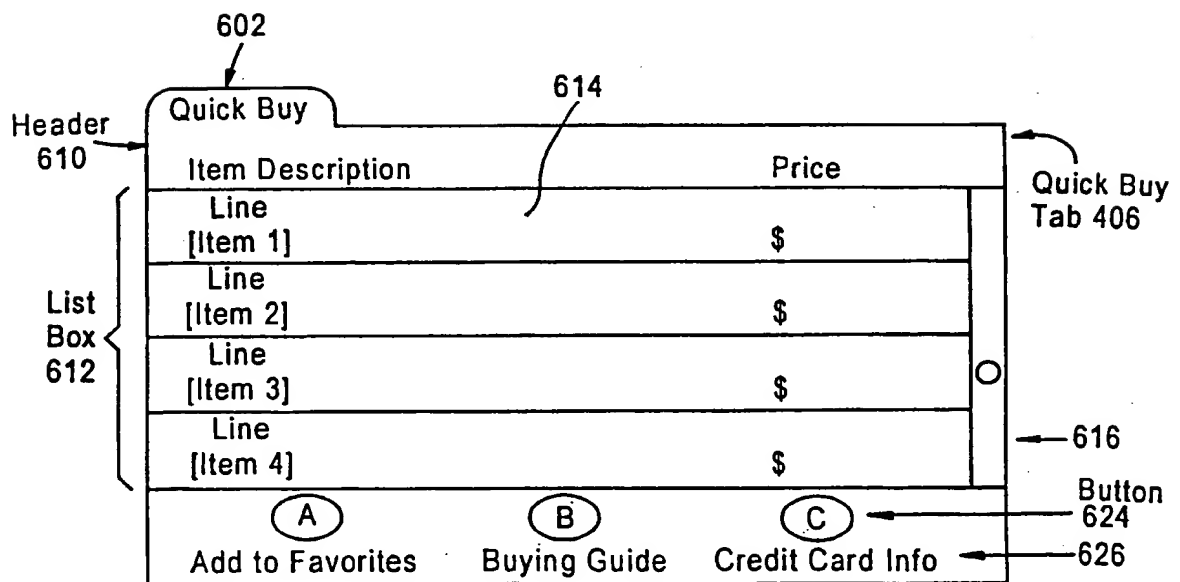 602
Quick Buy
614
Header
610
Item Description Price
Quick Buy
Tab 406
Line
[Item 1] $
Line
[Item 2] $
List
Box
612
Line
[Item 3] $
Line
[Item 4] $
616
Button
624
A B C
Add to Favorites Buying Guide Credit Card Info
626